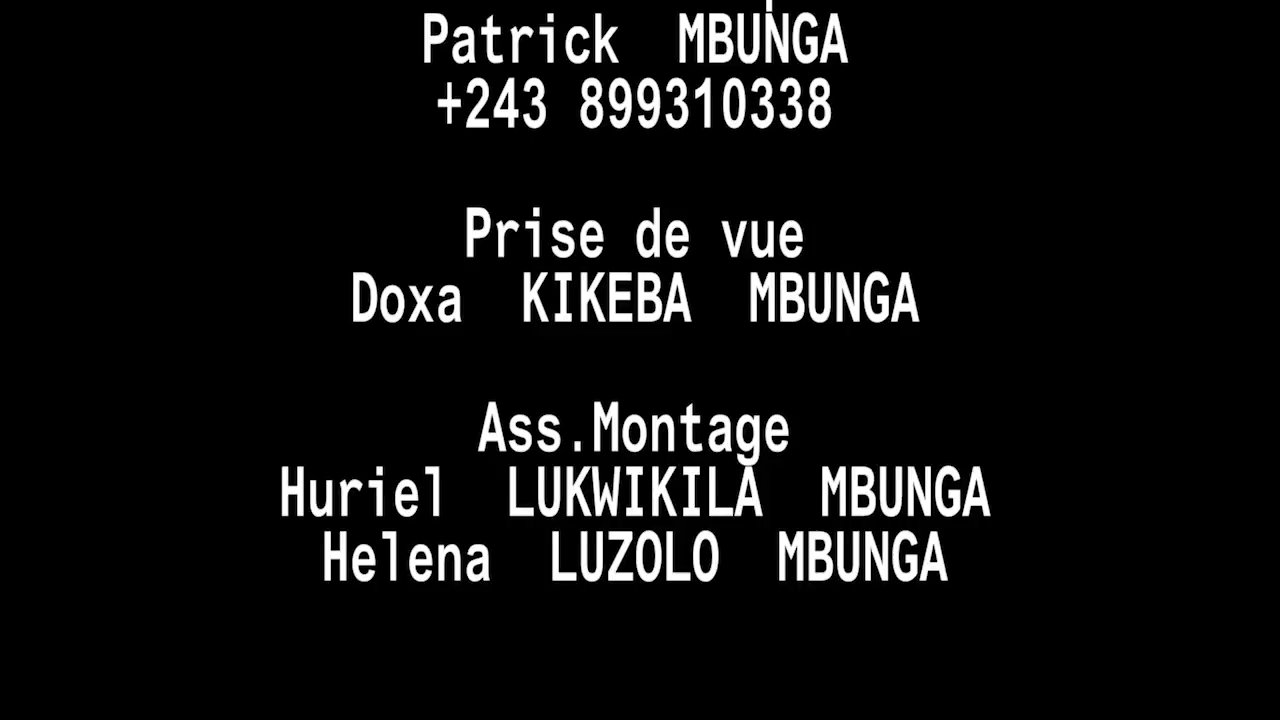 Patrick MBUNGA
+243 899310338
Prise de vue
Doxa KIKEBA MBUNGA
Ass.Montage
Huriel LUKWIKILA MBUNGA
Helena LUZOLO MBUNGA